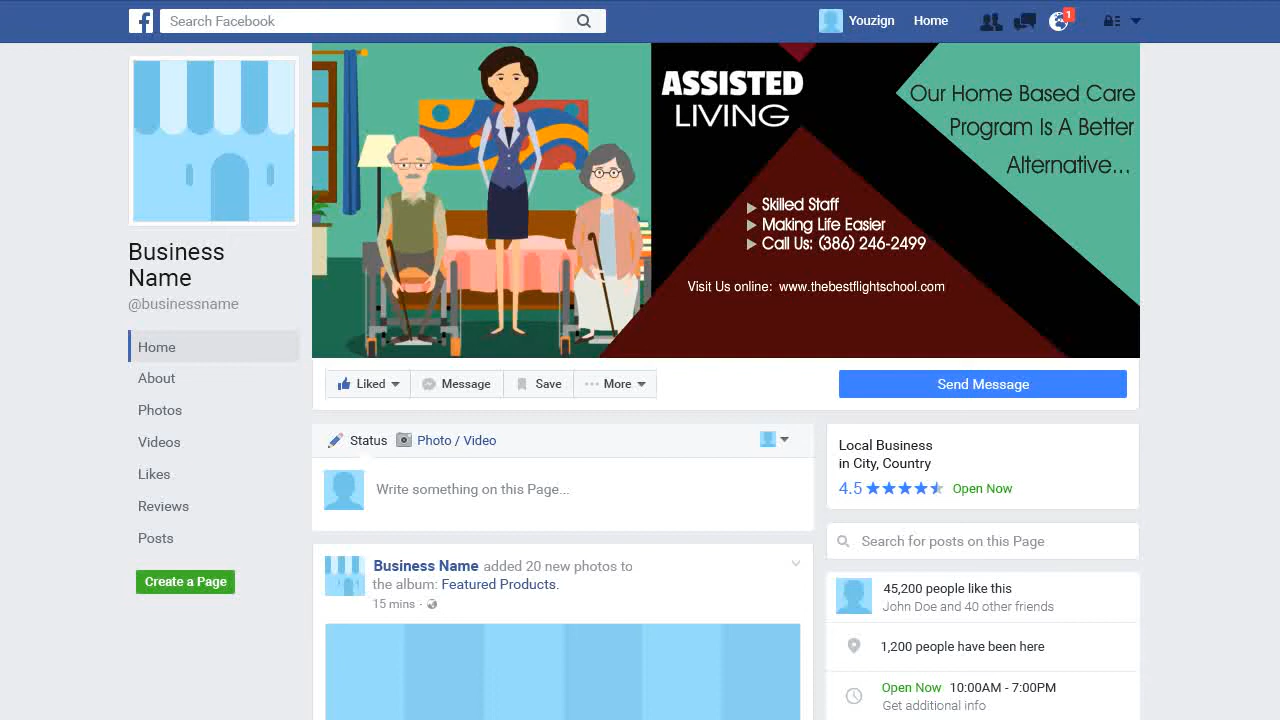 Search Facebook
Youzign
Home
1
ASSISTED
LIVING
Our Home Based Care
Program Is A Better
Alternative...
Skilled Staff
Making Life Easier
Call Us: (386) 246-2499
Visit Us online: www.thebestflightschool.com
Business
Name
@businessname
Home
About
Photos
Videos
Likes
Reviews
Posts
Create a Page
Liked
Message
Save
More
Send Message
Status
Photo / Video
Write something on this Page...
Business Name added 20 new photos to
the album: Featured Products.
15 mins
Local Business
in City, Country
4.5
Open Now
Search for posts on this Page
45,200 people like this
John Doe and 40 other friends
1,200 people have been here
Open Now 10:00AM - 7:00PM
Get additional info